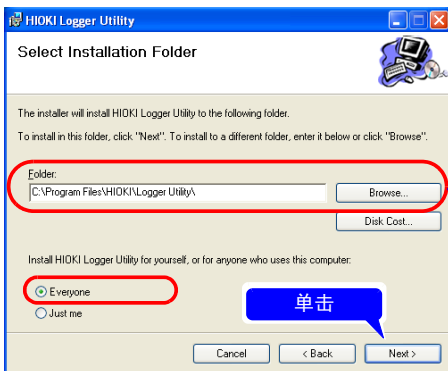 HIOKI Logger Utility
Select Installation Folder
The installer will install HIOKI Logger Utility to the following folder.
To install in this folder, click "Next". To install to a different folder, enter it below or click "Browse".
Folder:
C:\Program Files\HIOKI\Logger Utility\
Browse...
Disk Cost...
Install HIOKI Logger Utility for yourself, or for anyone who uses this computer:
Everyone
Just me
单击
Cancel
< Back
Next >